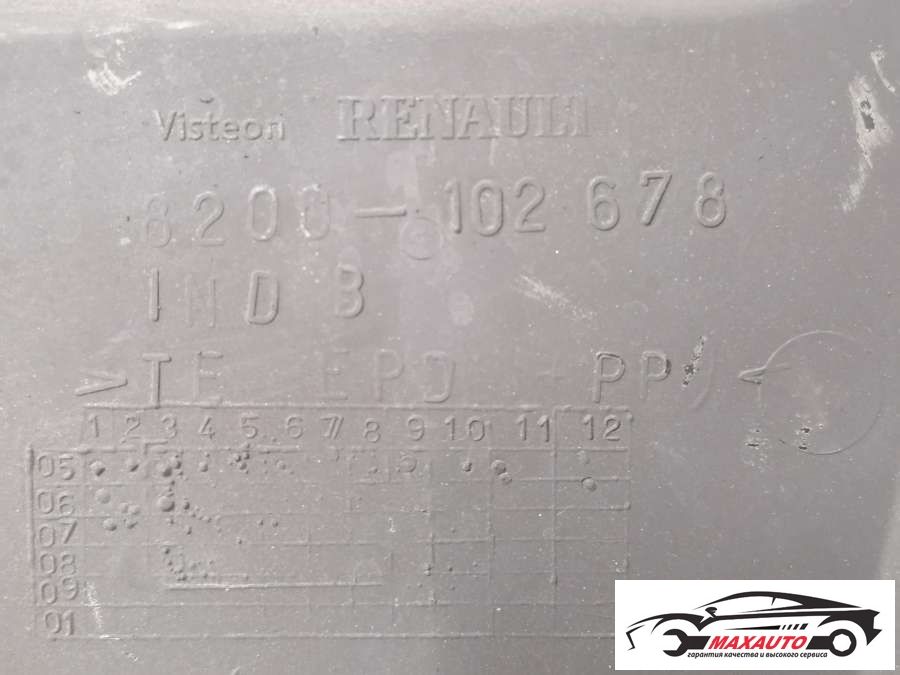 Visteon RENAULT
8200-102 678
IND B
>TE EPD PP)<
1 2 3 4 5 6 7 8 9 10 11 12
05
06
07
08
09
01
MAXAUTO
гарантия качества и высокого сервиса